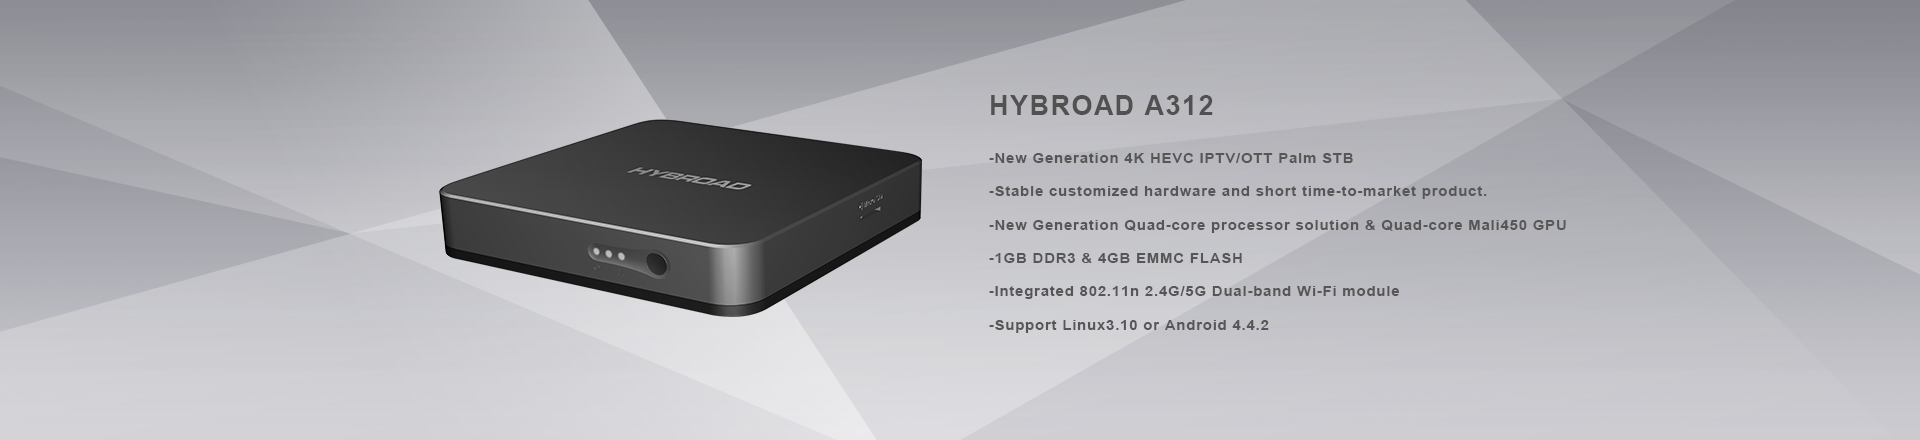 HYBROAD A312
-New Generation 4K HEVC IPTV/OTT Palm STB
-Stable customized hardware and short time-to-market product.
-New Generation Quad-core processor solution & Quad-core Mali450 GPU
-1GB DDR3 & 4GB EMMC FLASH
-Integrated 802.11n 2.4G/5G Dual-band Wi-Fi module
-Support Linux3.10 or Android 4.4.2
HYBROAD